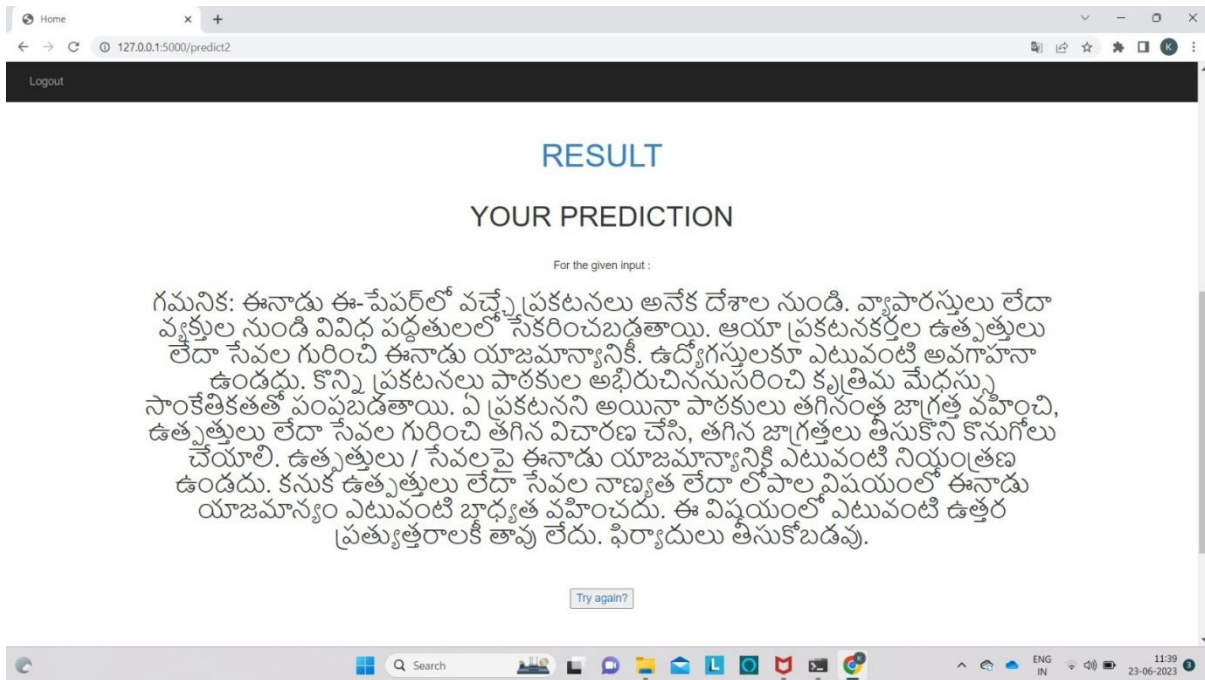 Home
127.0.0.1:5000/predict2
K
Logout
RESULT
YOUR PREDICTION
For the given input :
గమనిక: ఈనాడు ఈ-పేపర్‌లో వచ్చే ప్రకటనలు అనేక దేశాల నుండి. వ్యాపారస్తులు లేదా
వ్యక్తుల నుండి వివిధ పద్ధతులలో సేకరించబడతాయి. ఆయా ప్రకటనకర్తల ఉత్పత్తులు
లేదా సేవల గురించి ఈనాడు యాజమాన్యానికీ. ఉద్యోగస్తులకూ ఎటువంటి అవగాహనా
ఉండదు. కొన్ని ప్రకటనలు పాఠకుల అభిరుచిననుసరించి కృత్రిమ మేధస్సు
సాంకేతికతతో పంపబడతాయి. ఏ ప్రకటనని అయినా పాఠకులు తగినంత జాగ్రత్త వహించి,
ఉత్పత్తులు లేదా సేవల గురించి తగిన విచారణ చేసి, తగిన జాగ్రత్తలు తీసుకొని కొనుగోలు
చేయాలి. ఉత్పత్తులు / సేవలపై ఈనాడు యాజమాన్యానికి ఎటువంటి నియంత్రణ
ఉండదు. కనుక ఉత్పత్తులు లేదా సేవల నాణ్యత లేదా లోపాల విషయంలో ఈనాడు
యాజమాన్యం ఎటువంటి బాధ్యత వహించదు. ఈ విషయంలో ఎటువంటి ఉత్తర
ప్రత్యుత్తరాలకీ తావు లేదు. ఫిర్యాదులు తీసుకోబడవు.
Try again?
Search
L
ENG
IN
11:39
23-06-2023
3